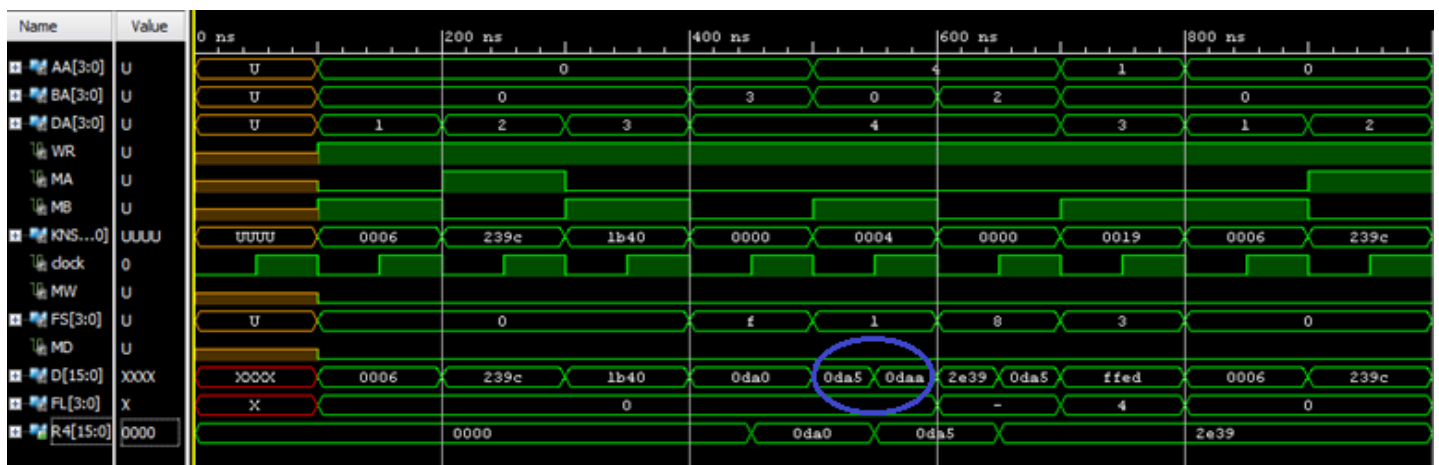 Name Value 0 ns 200 ns 400 ns 600 ns 800 ns
AA[3:0] U U 0 4 1 0
BA[3:0] U U 0 3 0 2 0
DA[3:0] U U 1 2 3 4 3 1 2
WR U
MA U
MB U
KNS...0] UUUU UUUU 0006 239c 1b40 0000 0004 0000 0019 0006 239c
clock 0
MW U
FS[3:0] U U 0 f 1 8 3 0
MD U
D[15:0] XXXX XXXX 0006 239c 1b40 0da0 0da5 0daa 2e39 0da5 ffed 0006 239c
FL[3:0] X X 0 - 4 0
R4[15:0] 0000 0000 0da0 0da5 2e39